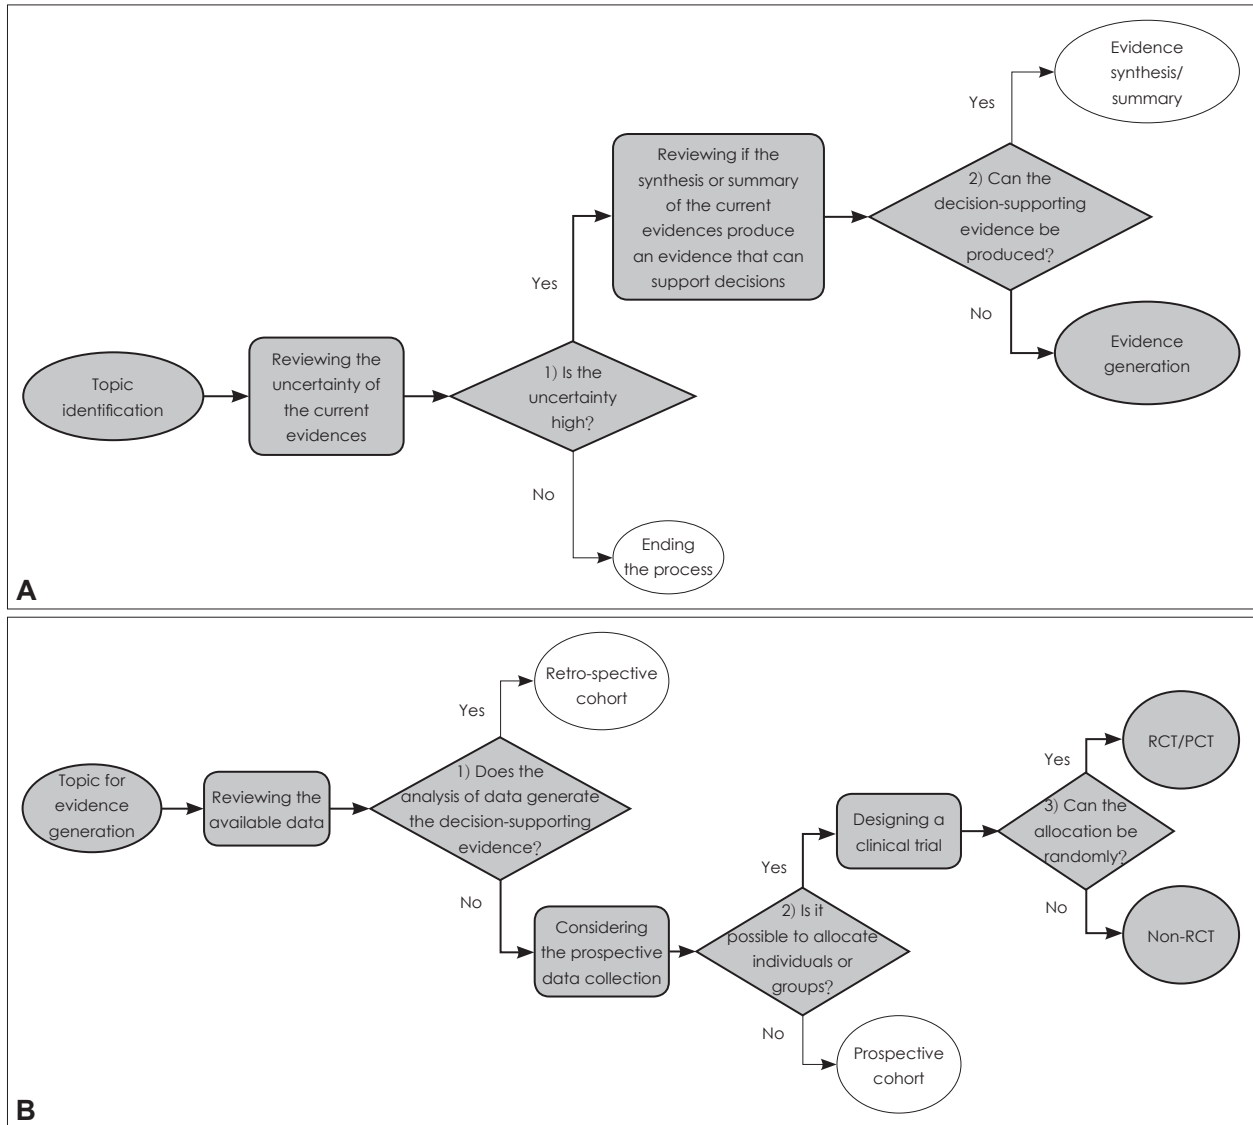 Topic
identification
Reviewing the
uncertainty of
the current
evidences
1) Is the
uncertainty
high?
Yes
No
Ending
the process
Reviewing if the
synthesis or summary
of the current
evidences produce
an evidence that can
support decisions
2) Can the
decision-supporting
evidence be
produced?
Yes
Evidence
synthesis/
summary
No
Evidence
generation
A
Topic for
evidence
generation
Reviewing the
available data
1) Does the
analysis of data generate
the decision-supporting
evidence?
Yes
Retro-spective
cohort
No
Considering
the prospective
data collection
2) Is it
possible to allocate
individuals or
groups?
Yes
Designing a
clinical trial
No
Prospective
cohort
3) Can the
allocation be
randomly?
Yes
RCT/PCT
No
Non-RCT
B